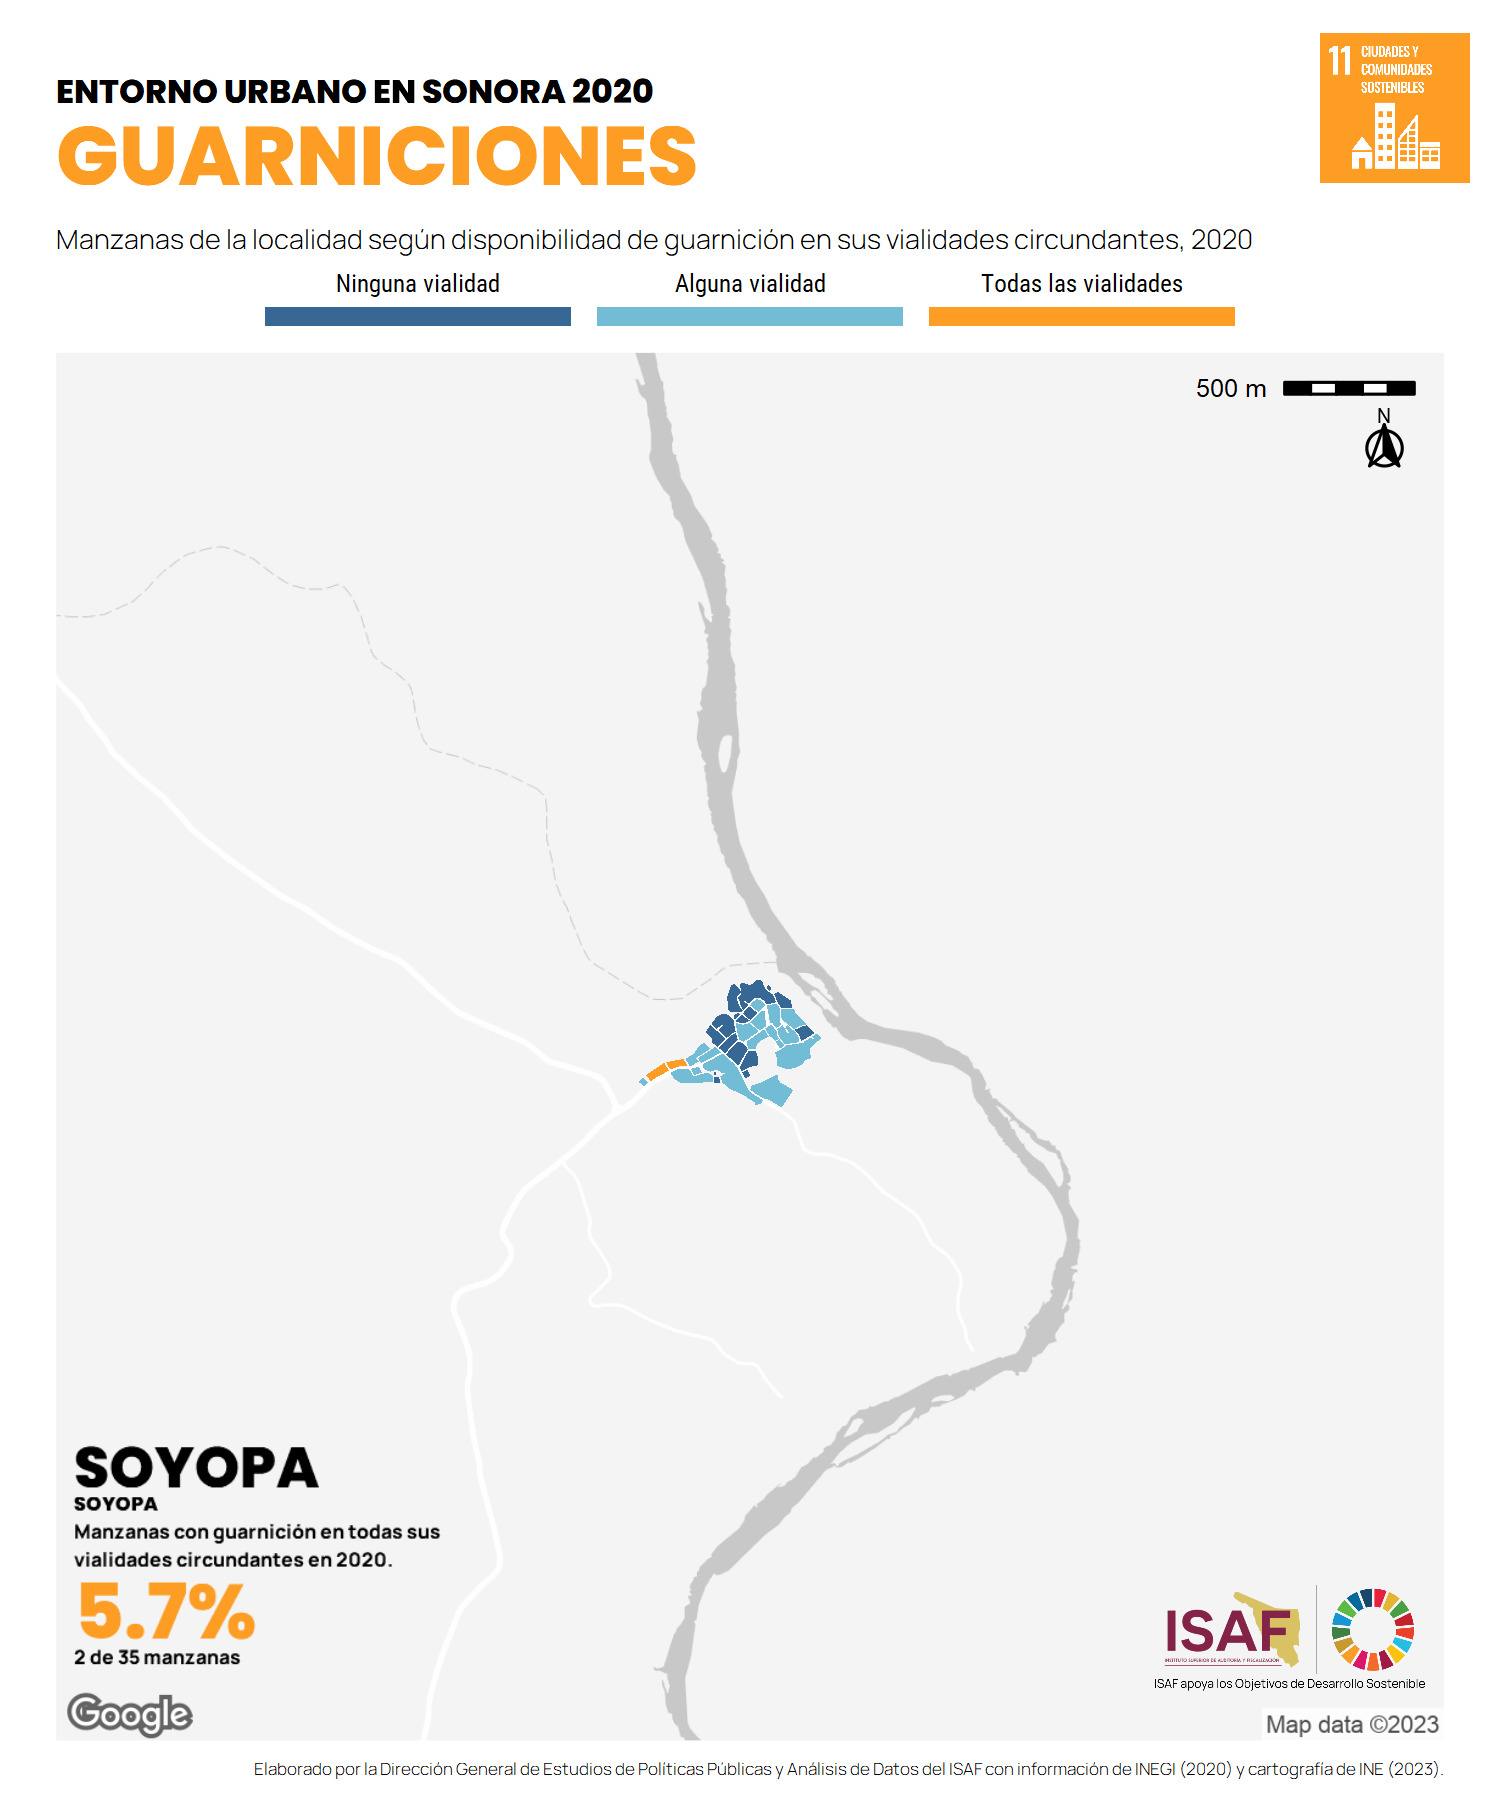 ENTORNO URBANO EN SONORA 2020
GUARNICIONES
11 CIUDADES Y
COMUNIDADES
SOSTENIBLES
Manzanas de la localidad según disponibilidad de guarnición en sus vialidades circundantes, 2020
Ninguna vialidad
Alguna vialidad
Todas las vialidades
500 m
N
SOYOPA
SOYOPA
Manzanas con guarnición en todas sus
vialidades circundantes en 2020.
5.7%
2 de 35 manzanas
Google
ISAF
INSTITUTO SUPERIOR DE AUDITORÍA Y FISCALIZACIÓN
ISAF apoya los Objetivos de Desarrollo Sostenible
Map data ©2023
Elaborado por la Dirección General de Estudios de Políticas Públicas y Análisis de Datos del ISAF con información de INEGI (2020) y cartografía de INE (2023).